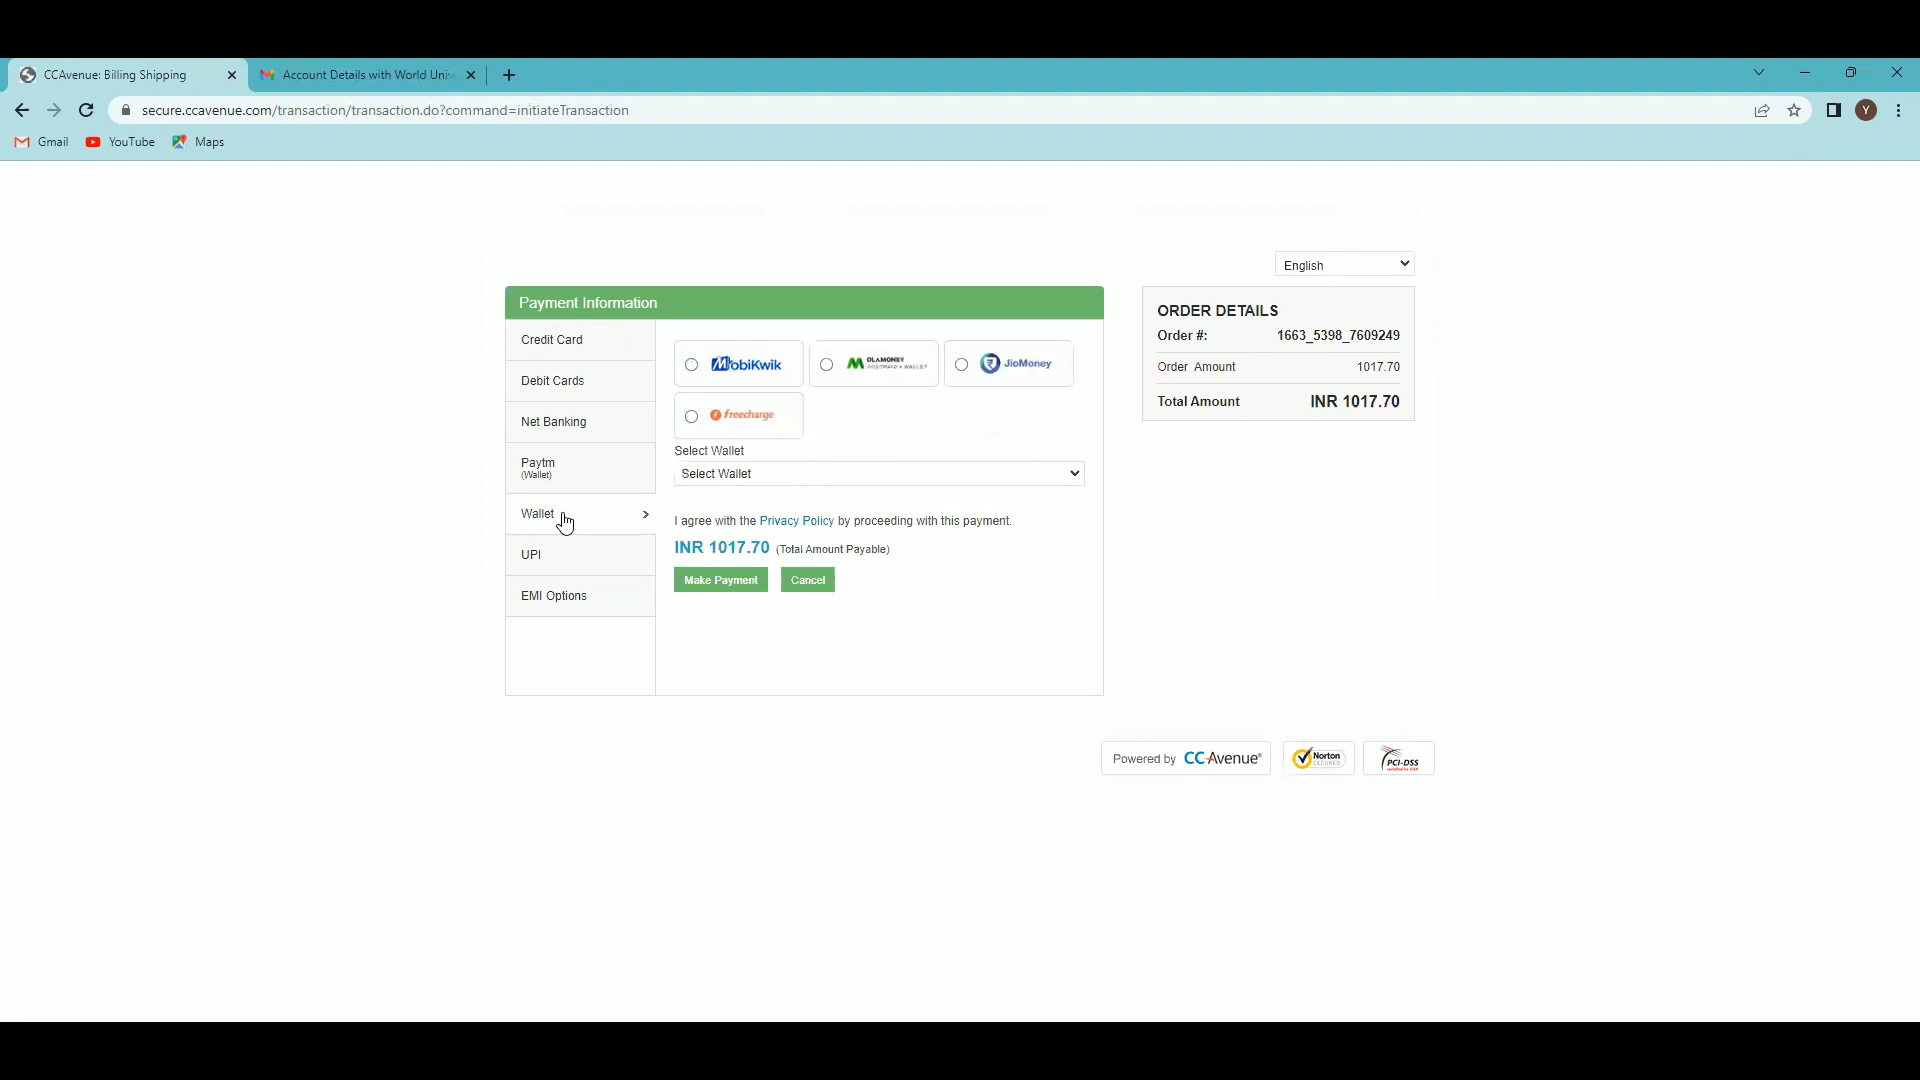 CCAvenue: Billing Shipping
Account Details with World Univ
secure.ccavenue.com/transaction/transaction.do?command=initiateTransaction
Y
Gmail YouTube Maps
English
Payment Information
Credit Card
Debit Cards
Net Banking
Paytm
(Wallet)
Wallet
UPI
EMI Options
MobiKwik
OLAMONEY
JioMoney
freecharge
Select Wallet
Select Wallet
I agree with the Privacy Policy by proceeding with this payment.
INR 1017.70 (Total Amount Payable)
Make Payment Cancel
ORDER DETAILS
Order #: 1663_5398_7609249
Order Amount 1017.70
Total Amount INR 1017.70
Powered by CCAvenue®
Norton
SECURED
PCI-DSS